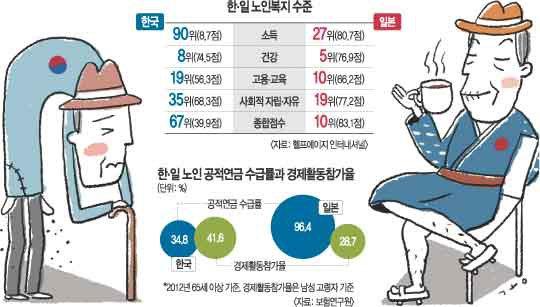 한·일 노인복지 수준
한국 일본
90위(8,7점) 소득 27위(80,7점)
8위(74,5점) 건강 5위(76,9점)
19위(56,3점) 고용·교육 10위(66,2점)
35위(68,3점) 사회적 자립·자유 19위(77,2점)
67위(39,9점) 종합점수 10위(83,1점)
(자료: 헬프에이지 인터내셔널)
한·일 노인 공적연금 수급률과 경제활동참가율
(단위: %)
공적연금 수급률
일본
34,8 41,6 96,4 28,7
한국
경제활동참가율
*2012년 65세 이상 기준, 경제활동참가율은 남성 고령자 기준
(자료: 보험연구원)